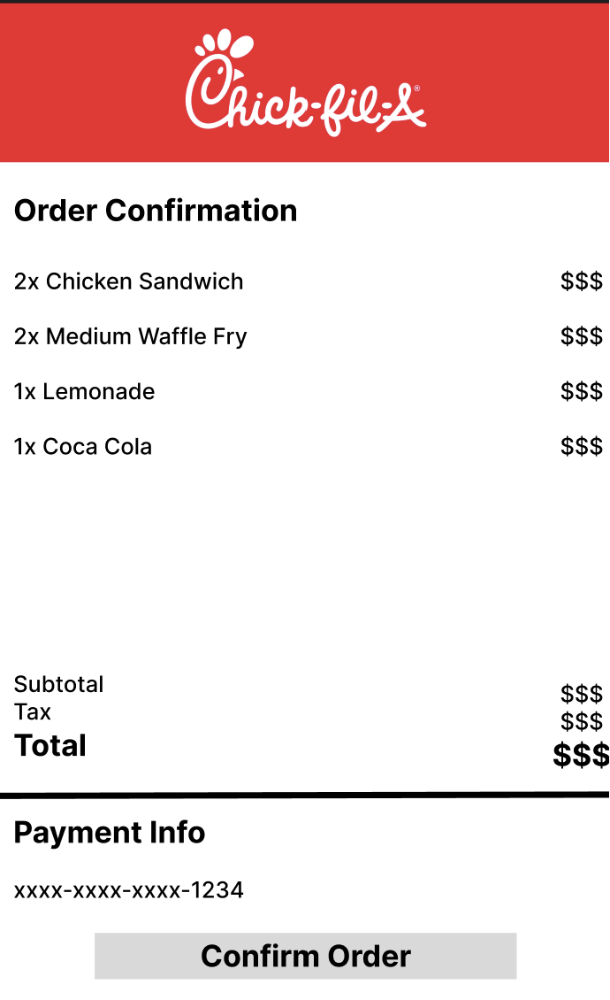 Chick-fil-A®
Order Confirmation
2x Chicken Sandwich $$$
2x Medium Waffle Fry $$$
1x Lemonade $$$
1x Coca Cola $$$
Subtotal $$$
Tax $$$
Total $$$
Payment Info
xxxx-xxxx-xxxx-1234
Confirm Order